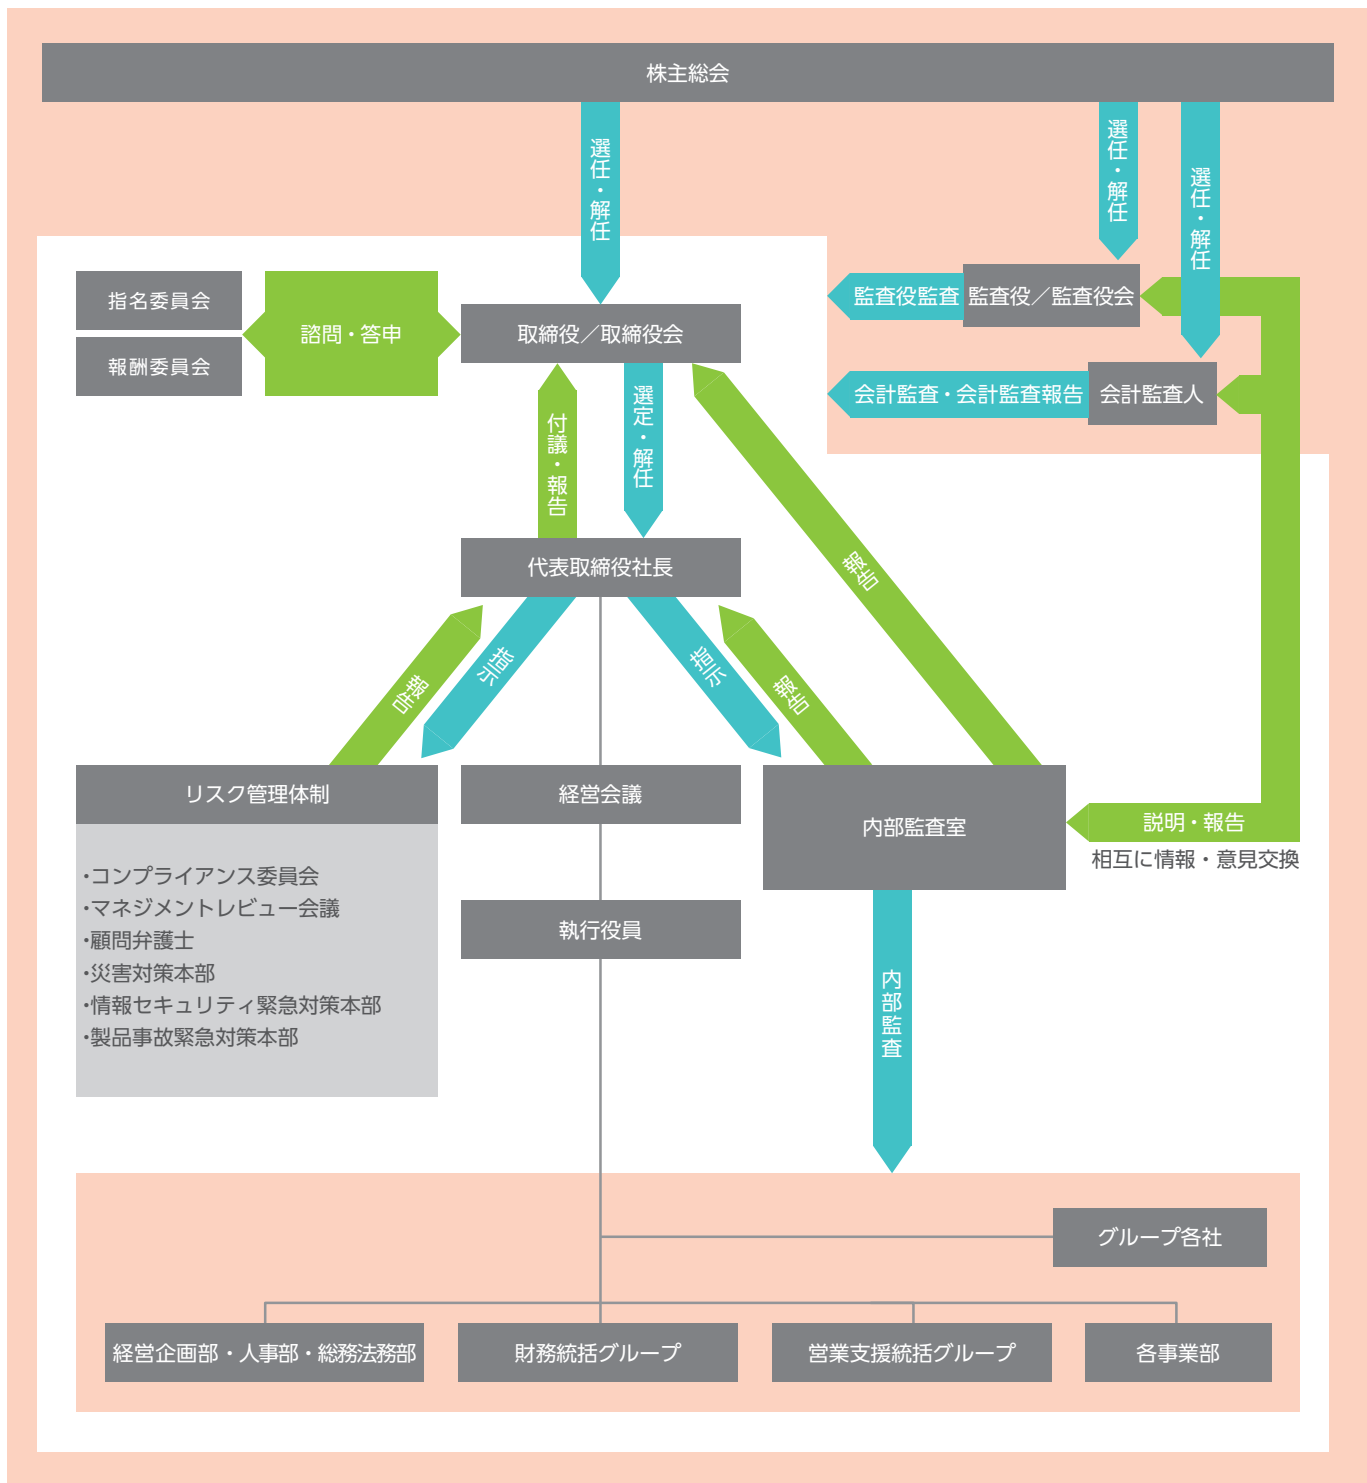 株主総会
選任・解任
選任・解任
選任・解任
指名委員会
報酬委員会
諮問・答申
取締役／取締役会
監査役監査
監査役／監査役会
会計監査・会計監査報告
会計監査人
付議・報告
選定・解任
報告
代表取締役社長
報告
指示
指示
報告
リスク管理体制
経営会議
内部監査室
説明・報告
相互に情報・意見交換
・コンプライアンス委員会
・マネジメントレビュー会議
・顧問弁護士
・災害対策本部
・情報セキュリティ緊急対策本部
・製品事故緊急対策本部
執行役員
内部監査
グループ各社
経営企画部・人事部・総務法務部
財務統括グループ
営業支援統括グループ
各事業部